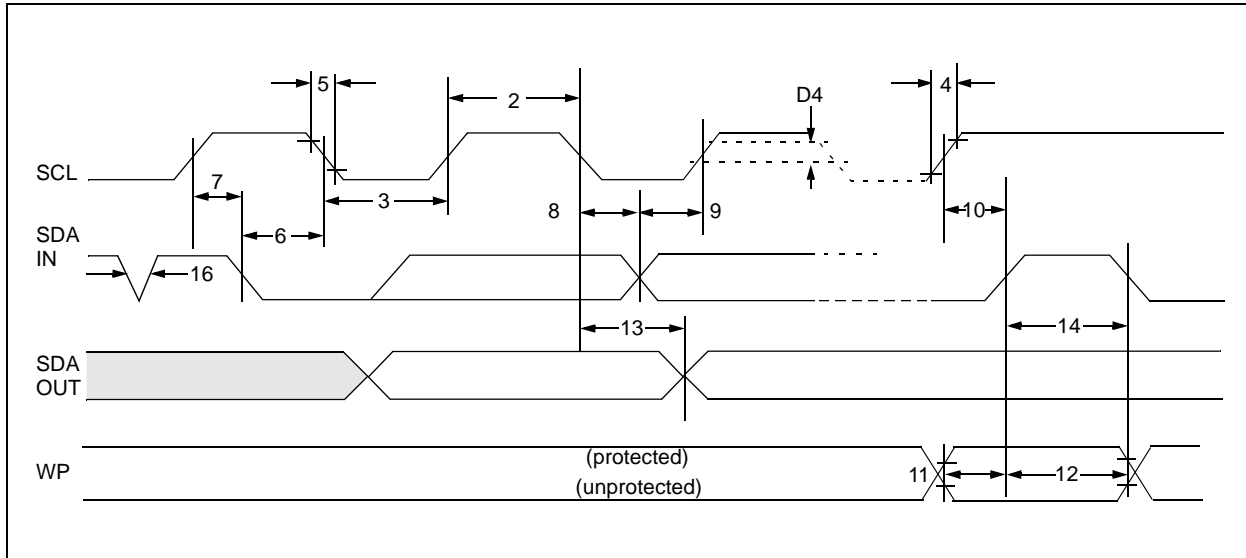 5
2
D4
4
SCL
7
3
8
9
10
6
SDA
IN
16
13
14
SDA
OUT
WP
(protected)
(unprotected)
11
12